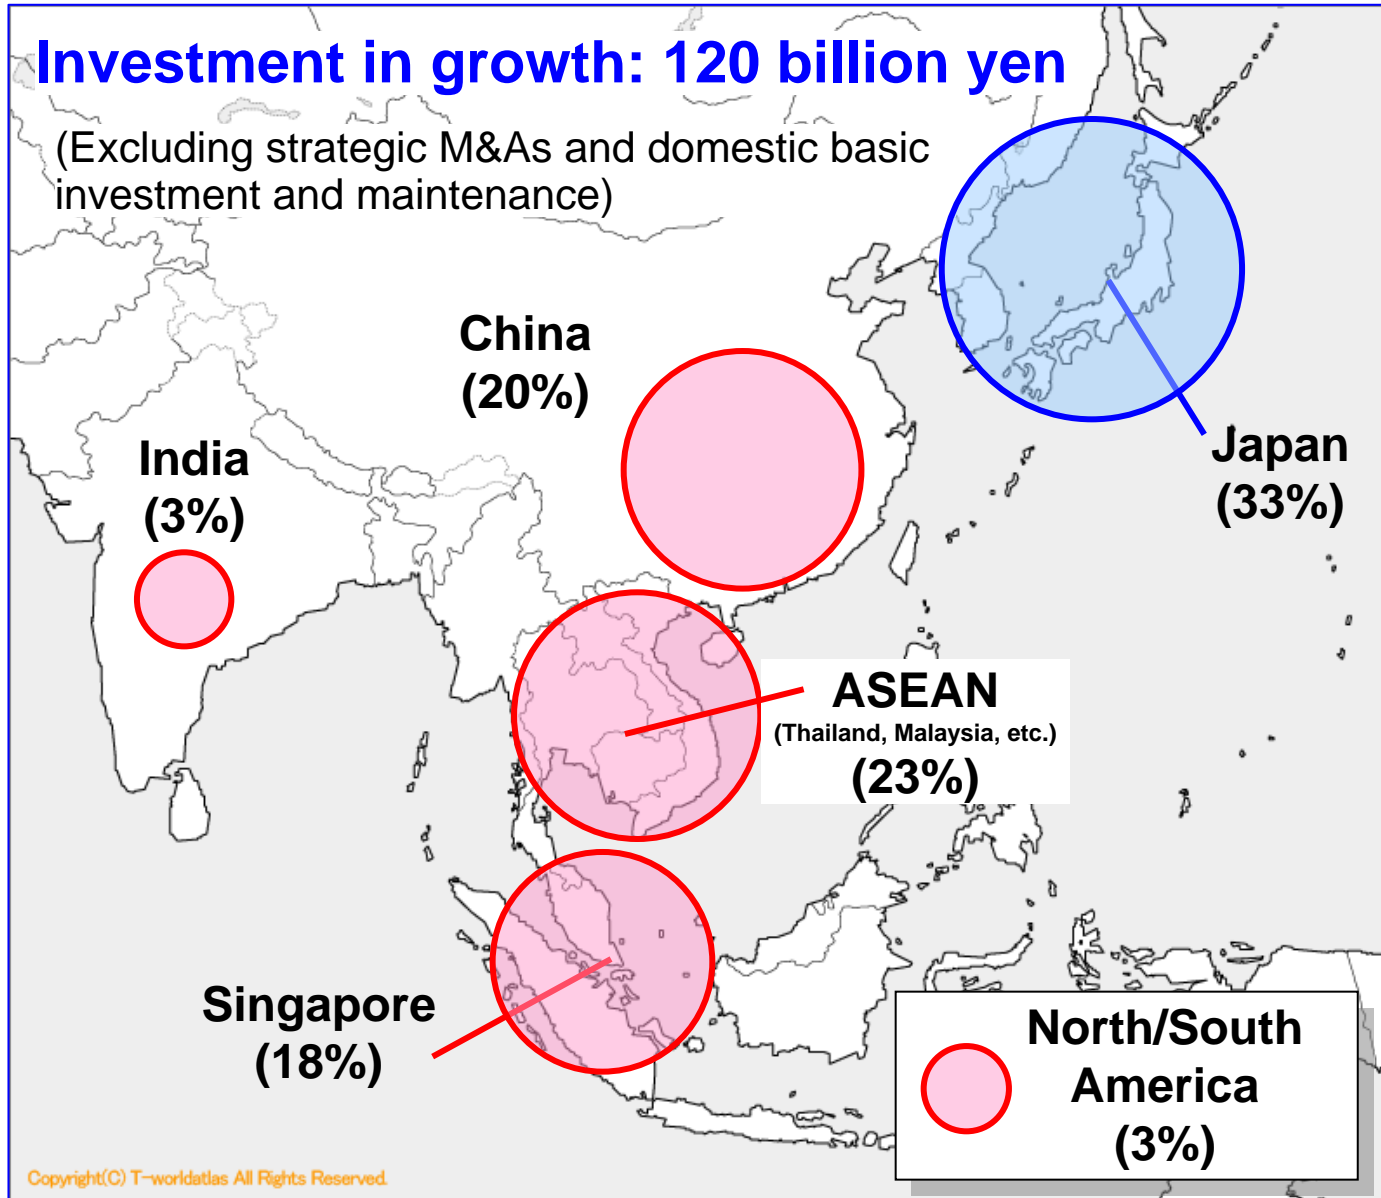 Investment in growth: 120 billion yen
(Excluding strategic M&As and domestic basic
investment and maintenance)
China
(20%)
India
(3%)
Japan
(33%)
ASEAN
(Thailand, Malaysia, etc.)
(23%)
Singapore
(18%)
North/South
America
(3%)
Copyright(C) T-worldatlas All Rights Reserved.